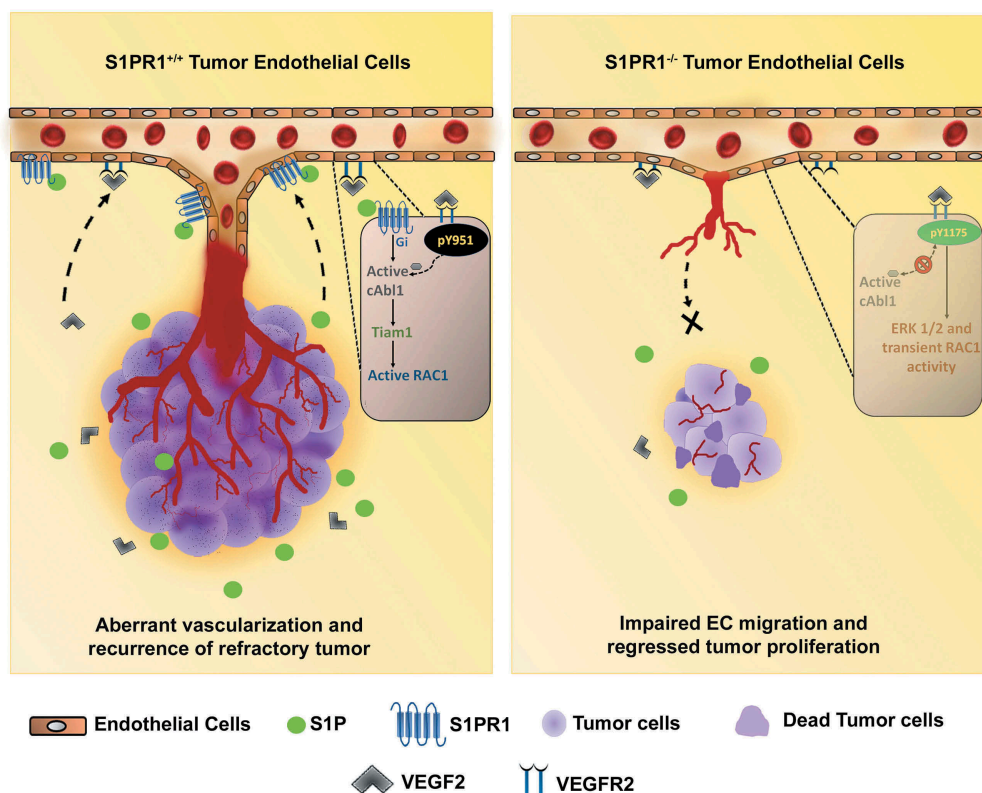 S1PR1+/+ Tumor Endothelial Cells
Gi
pY951
Active
cAbl1
Tiam1
Active RAC1
Aberrant vascularization and
recurrence of refractory tumor
S1PR1-/- Tumor Endothelial Cells
pY1175
Active
cAbl1
ERK 1/2 and
transient RAC1
activity
Impaired EC migration and
regressed tumor proliferation
Endothelial Cells
S1P
S1PR1
Tumor cells
Dead Tumor cells
VEGF2
VEGFR2